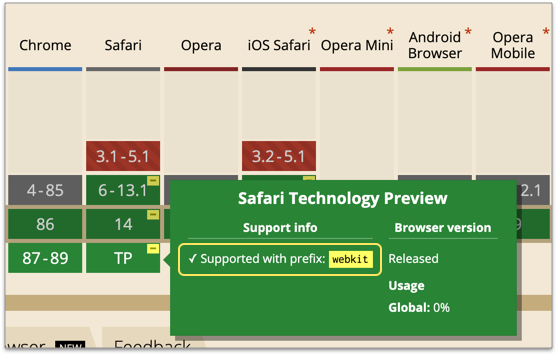 Chrome Safari Opera iOS Safari * Opera Mini * Android Browser * Opera Mobile *
3.1-5.1 3.2-5.1
4-85 6-13.1 2.1
86 14 9
87-89 TP
Safari Technology Preview
Support info Browser version
✓ Supported with prefix: webkit Released
Usage
Global: 0%
wser NEW Feedback